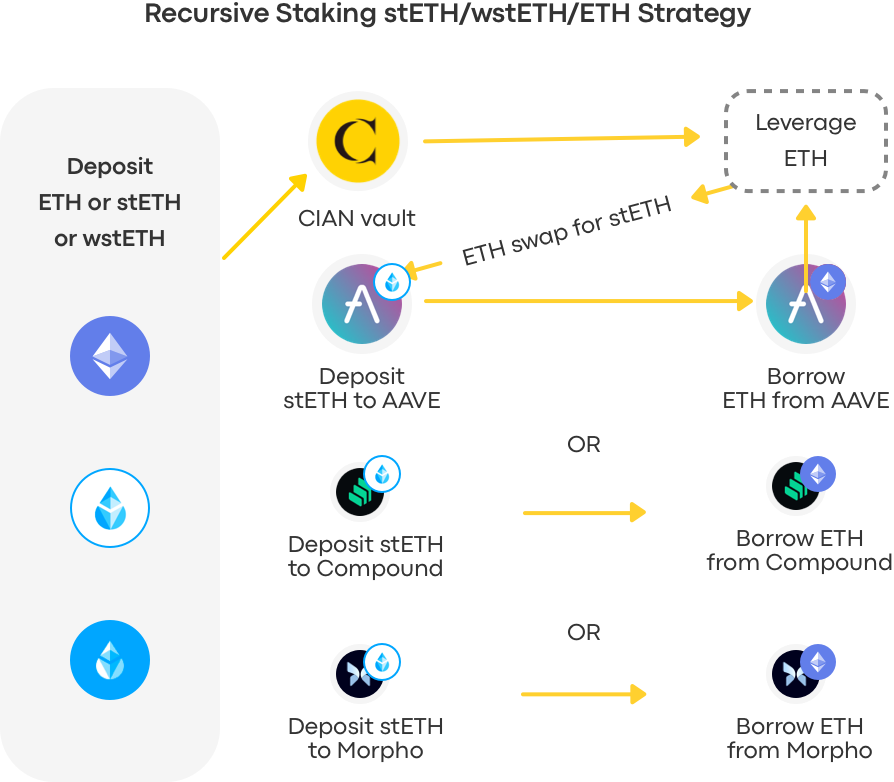 Recursive Staking stETH/wstETH/ETH Strategy
Deposit
ETH or stETH
or wstETH
CIAN vault
Leverage
ETH
ETH swap for stETH
Deposit
stETH to AAVE
Borrow
ETH from AAVE
OR
Deposit stETH
to Compound
Borrow ETH
from Compound
OR
Deposit stETH
to Morpho
Borrow ETH
from Morpho